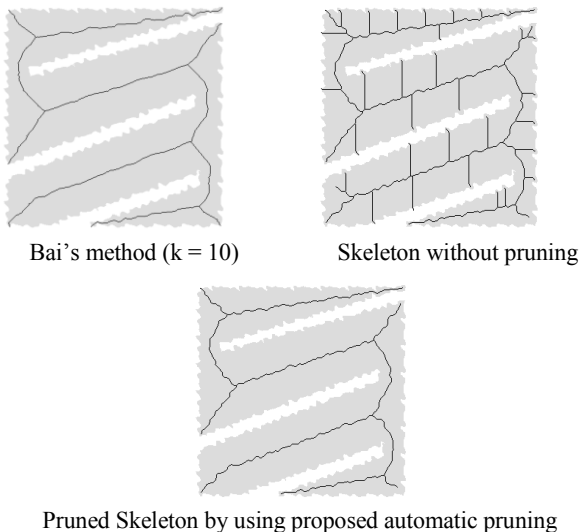 Bai's method (k = 10)
Skeleton without pruning
Pruned Skeleton by using proposed automatic pruning